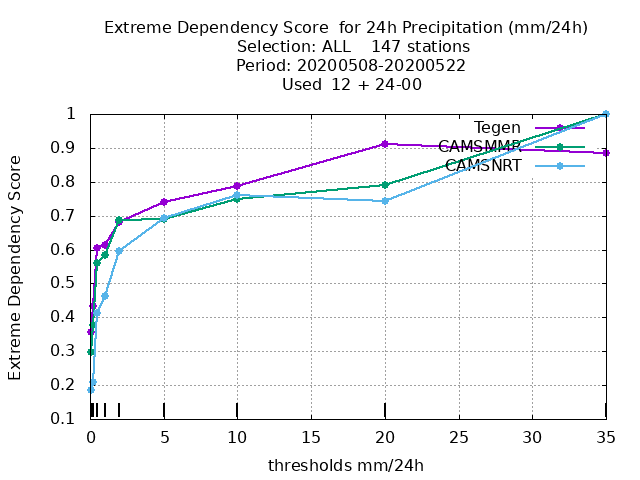 Extreme Dependency Score  for 24h Precipitation (mm/24h)
Selection: ALL    147 stations
Period: 20200508-20200522
Used  12 + 24-00
Extreme Dependency Score
1
0.9
0.8
0.7
0.6
0.5
0.4
0.3
0.2
0.1
Tegen
CAMSMMR
CAMSNRT
0 5 10 15 20 25 30 35
thresholds mm/24h